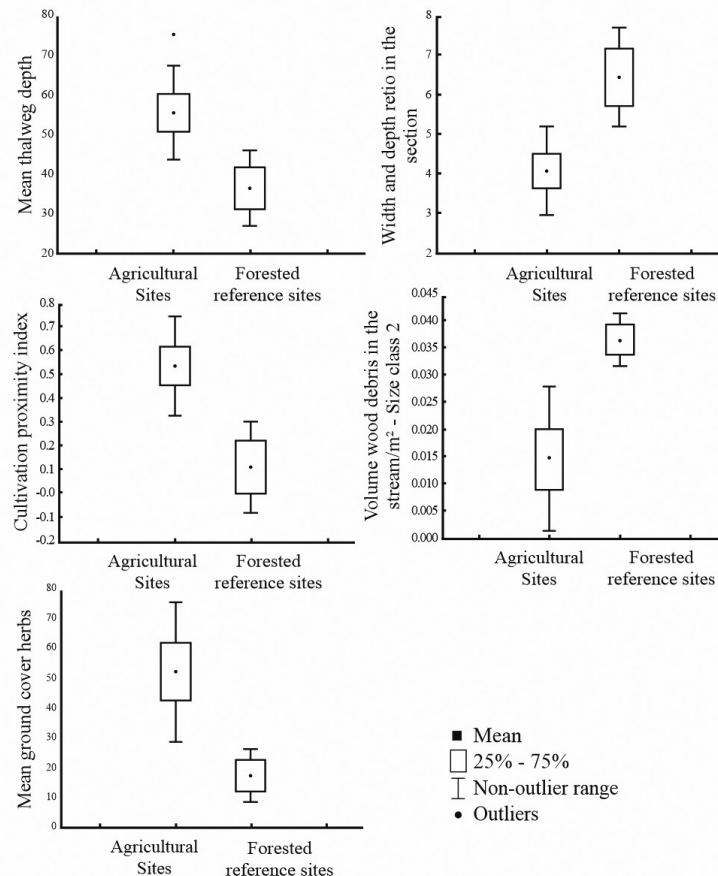 Mean thalweg depth
80
70
60
50
40
30
20
Agricultural
Sites
Forested
reference sites
Width and depth retio in the
section
8
7
6
5
4
3
2
Agricultural
Sites
Forested
reference sites
Cultivation proximity index
0.8
0.7
0.6
0.5
0.4
0.3
0.2
0.1
-0.0
-0.1
-0.2
Agricultural
Sites
Forested
reference sites
Volume wood debris in the
stream/m² - Size class 2
0.045
0.040
0.035
0.030
0.025
0.020
0.015
0.010
0.005
0.000
Agricultural
Sites
Forested
reference sites
Mean ground cover herbs
80
70
60
50
40
30
20
10
0
Agricultural
Sites
Forested
reference sites
Mean
25% - 75%
Non-outlier range
Outliers